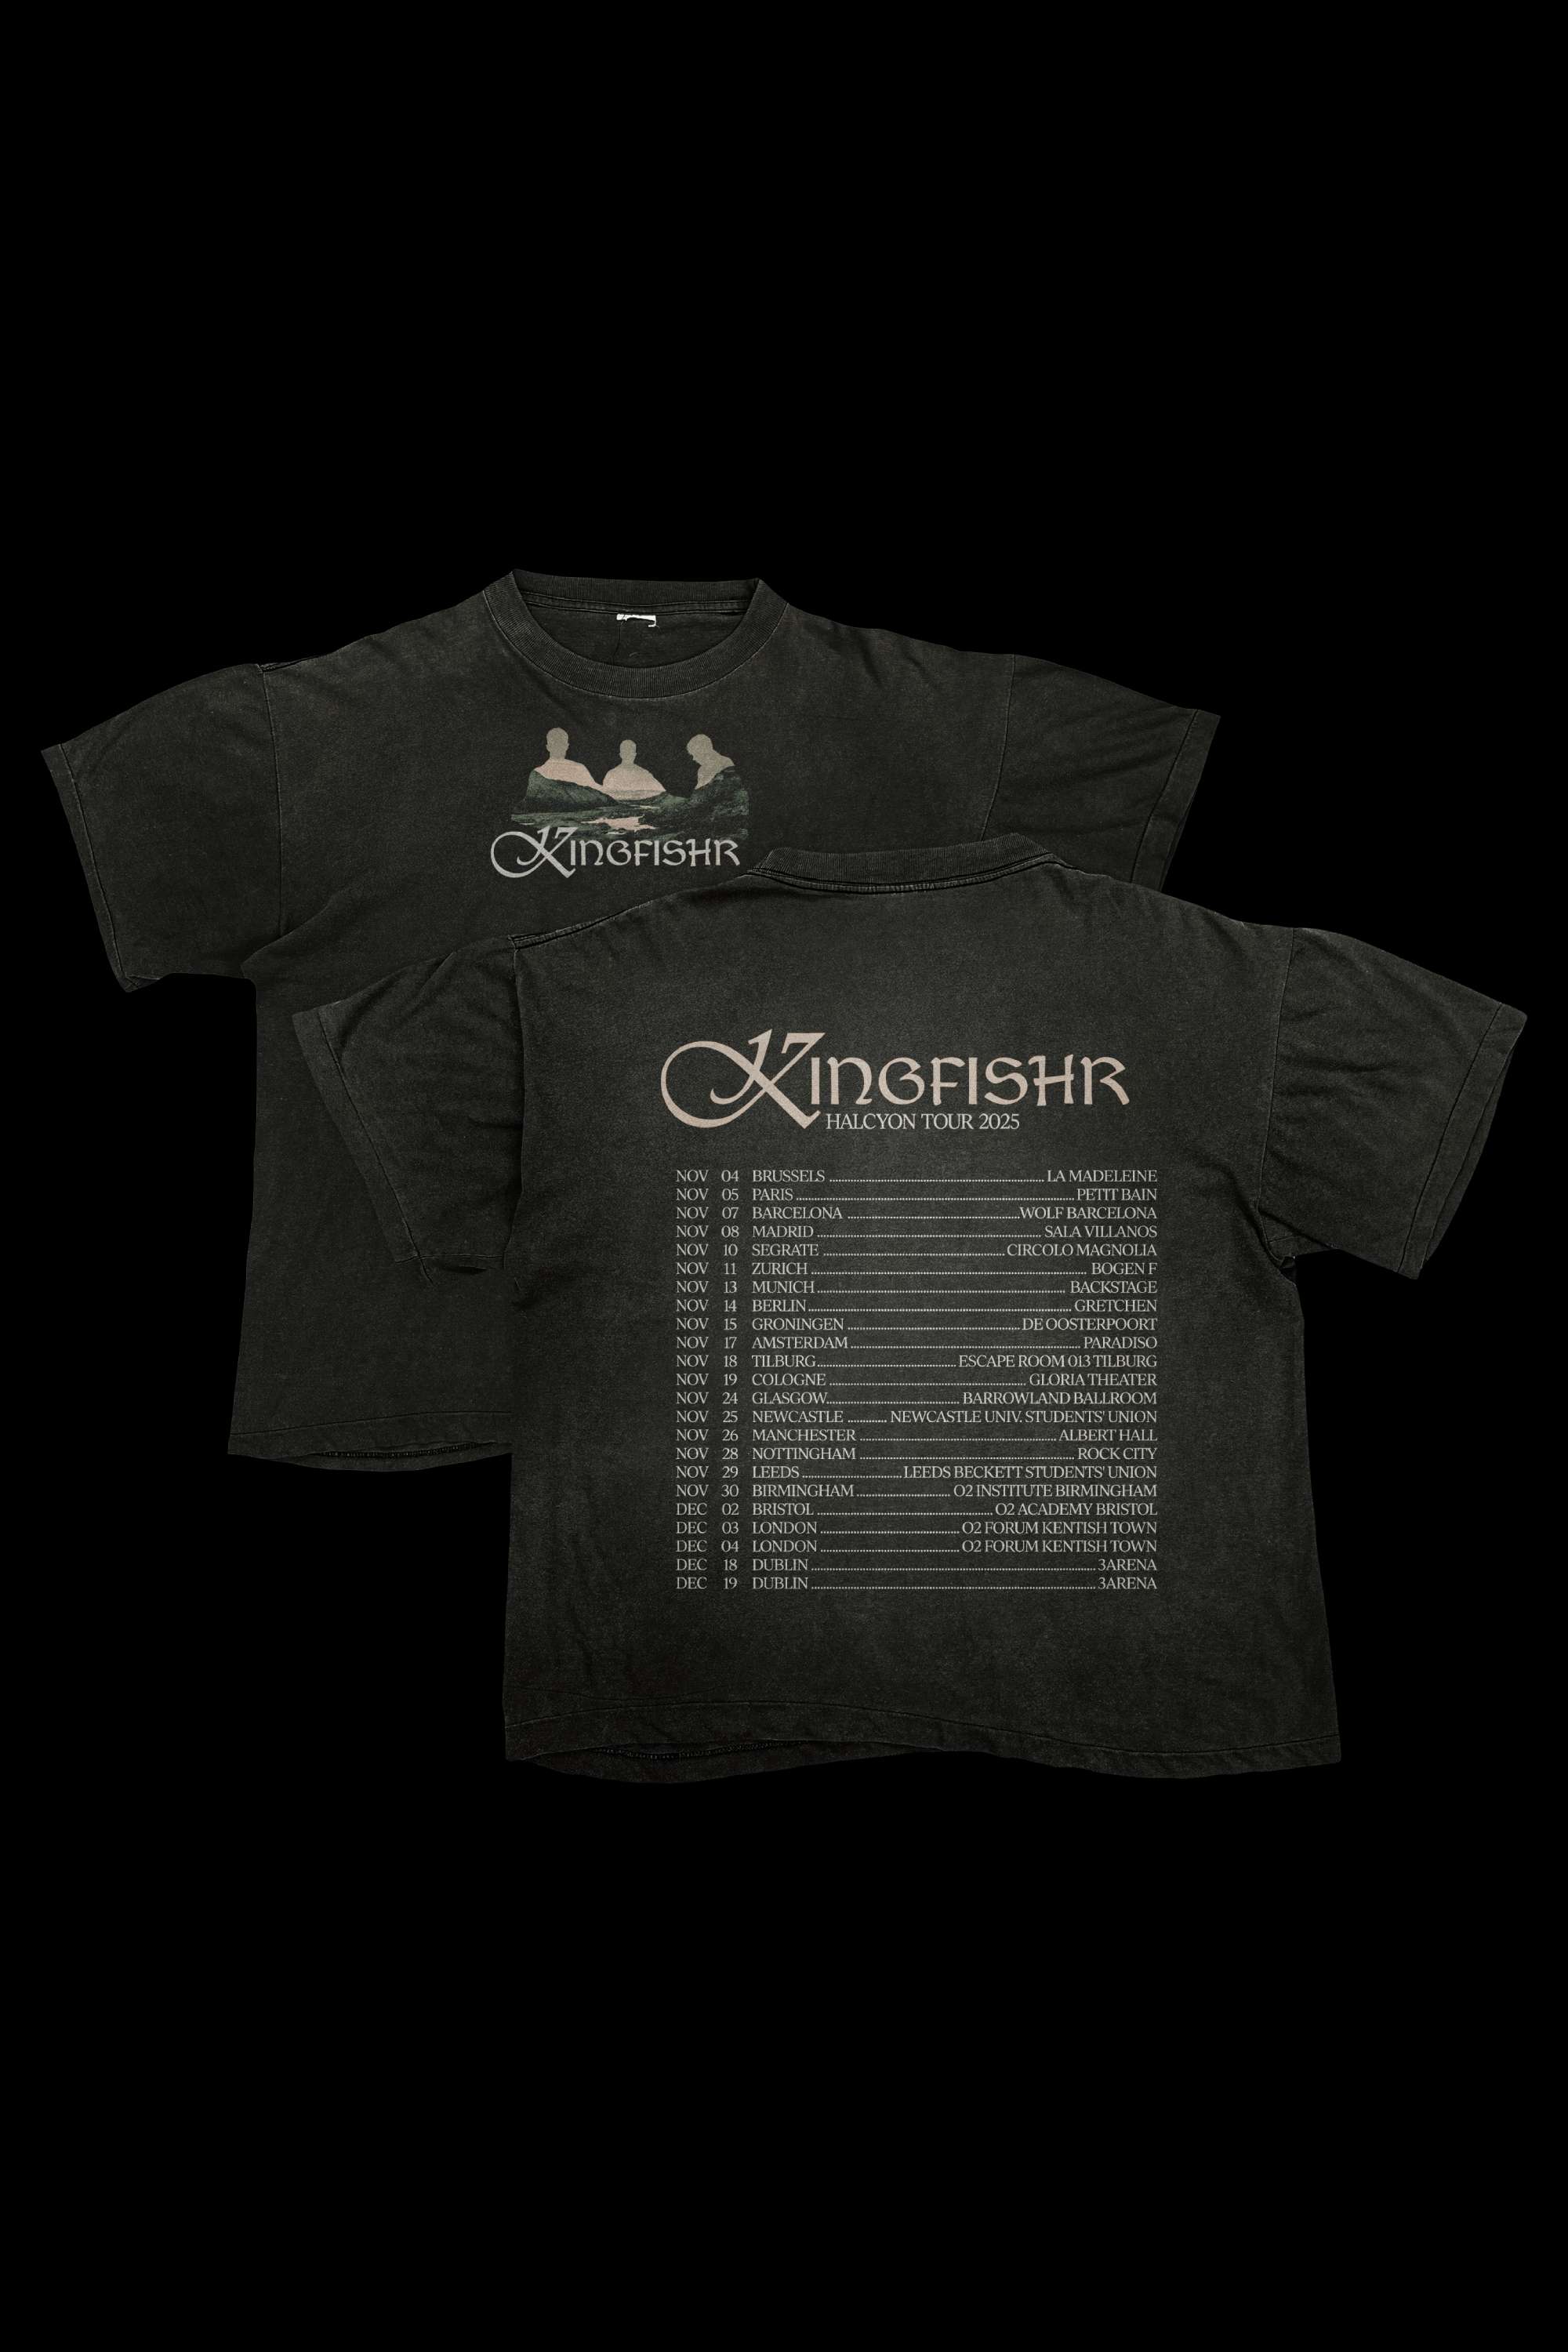 KINGFISHR
KINGFISHR
HALCYON TOUR 2025
NOV 04 BRUSSELS LA MADELEINE
NOV 05 PARIS PETIT BAIN
NOV 07 BARCELONA WOLF BARCELONA
NOV 08 MADRID SALA VILLANOS
NOV 10 SEGRATE CIRCOLO MAGNOLIA
NOV 11 ZURICH BOGEN F
NOV 13 MUNICH BACKSTAGE
NOV 14 BERLIN GRETCHEN
NOV 15 GRONINGEN DE OOSTERPOORT
NOV 17 AMSTERDAM PARADISO
NOV 18 TILBURG ESCAPE ROOM 013 TILBURG
NOV 19 COLOGNE GLORIA THEATER
NOV 24 GLASGOW BARROWLAND BALLROOM
NOV 25 NEWCASTLE NEWCASTLE UNIV. STUDENTS' UNION
NOV 26 MANCHESTER ALBERT HALL
NOV 28 NOTTINGHAM ROCK CITY
NOV 29 LEEDS LEEDS BECKETT STUDENTS' UNION
NOV 30 BIRMINGHAM O2 INSTITUTE BIRMINGHAM
DEC 02 BRISTOL O2 ACADEMY BRISTOL
DEC 03 LONDON O2 FORUM KENTISH TOWN
DEC 04 LONDON O2 FORUM KENTISH TOWN
DEC 18 DUBLIN 3ARENA
DEC 19 DUBLIN 3ARENA